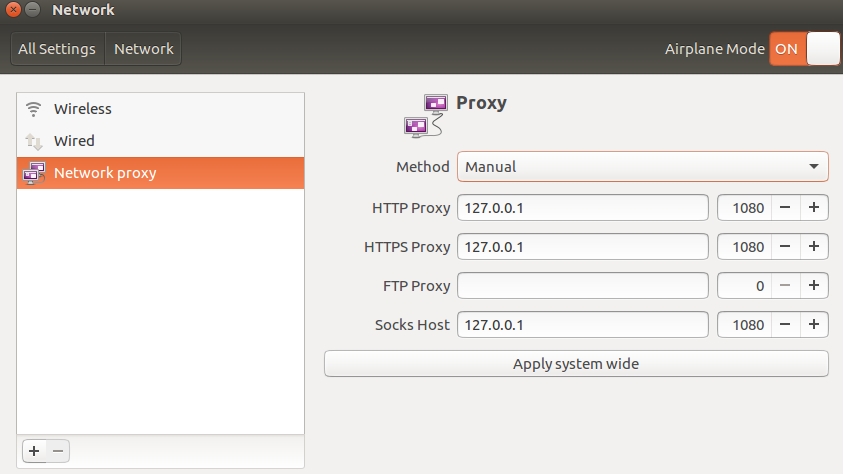 Network
All Settings Network Airplane Mode ON
Wireless
Wired
Network proxy
Proxy
Method Manual
HTTP Proxy 127.0.0.1 1080 − +
HTTPS Proxy 127.0.0.1 1080 − +
FTP Proxy 0 − +
Socks Host 127.0.0.1 1080 − +
Apply system wide
+ −